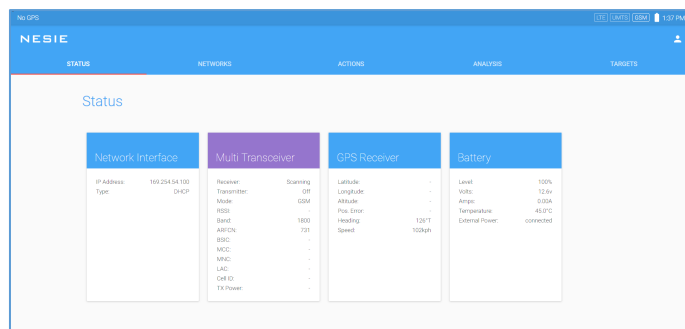 No GPS
LTE UMTS GSM 1:37 PM
NESIE
STATUS NETWORKS ACTIONS ANALYSIS TARGETS
Status
Network Interface
IP Address: 169.254.54.100
Type: DHCP
Multi Transceiver
Receiver: Scanning
Transmitter: Off
Mode: GSM
RSSI: -
Band: 1800
ARFCN: 731
BSIC: -
MCC: -
MNC: -
LAC: -
Cell ID: -
TX Power: -
GPS Receiver
Latitude: -
Longitude: -
Altitude: -
Pos. Error: -
Heading: 126°T
Speed: 102kph
Battery
Level: 100%
Volts: 12.6v
Amps: 0.00A
Temperature: 45.0°C
External Power: connected